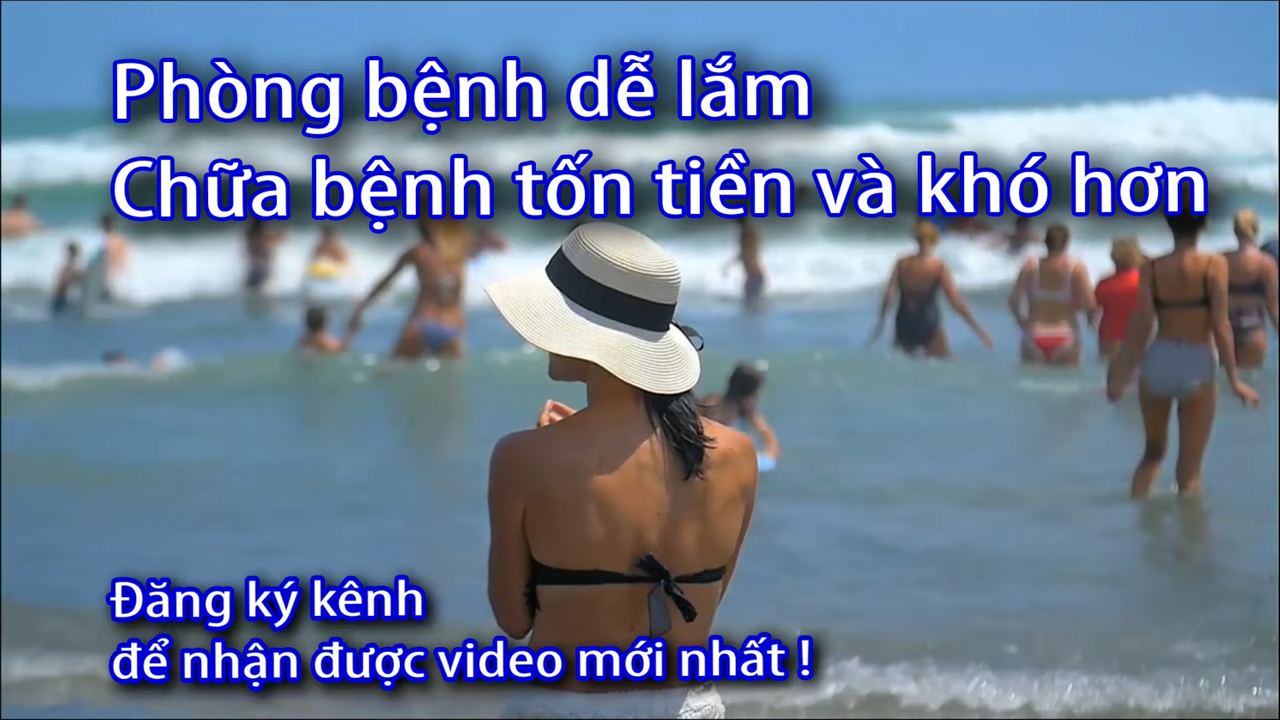 Phòng bệnh dễ lắm
Chữa bệnh tốn tiền và khó hơn
Đăng ký kênh
để nhận được video mới nhất !